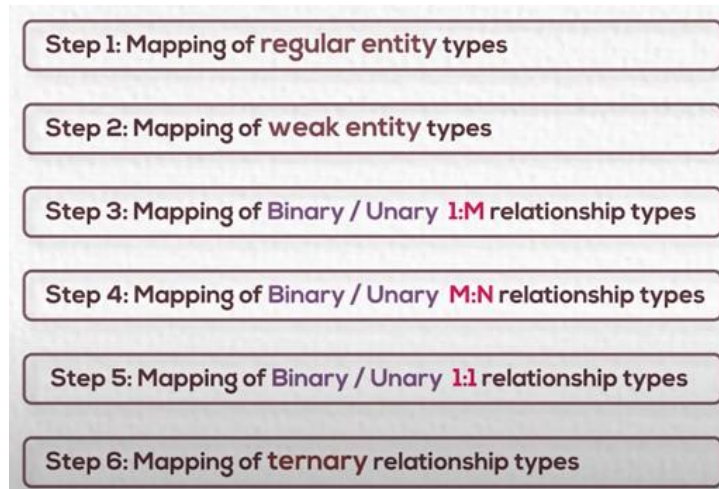 Step 1: Mapping of regular entity types
Step 2: Mapping of weak entity types
Step 3: Mapping of Binary / Unary 1:M relationship types
Step 4: Mapping of Binary / Unary M:N relationship types
Step 5: Mapping of Binary / Unary 1:1 relationship types
Step 6: Mapping of ternary relationship types